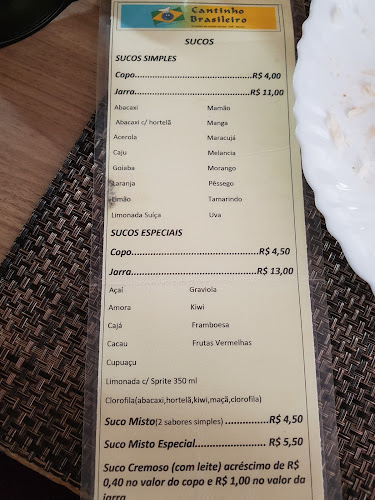 Cantinho
Brasileiro
SUCOS
SUCOS SIMPLES
Copo..................................................R$ 4,00
Jarra.................................................R$ 11,00
Abacaxi Mamão
Abacaxi c/ hortelã Manga
Acerola Maracujá
Caju Melancia
Goiaba Morango
Laranja Pêssego
Limão Tamarindo
Limonada Suíça Uva
SUCOS ESPECIAIS
Copo..................................................R$ 4,50
Jarra.................................................R$ 13,00
Açaí Graviola
Amora Kiwi
Cajá Framboesa
Cacau Frutas Vermelhas
Cupuaçu
Limonada c/ Sprite 350 ml
Clorofila(abacaxi,hortelã,kiwi,maçã,clorofila)
Suco Misto(2 sabores simples) ...............R$ 4,50
Suco Misto Especial..........................R$ 5,50
Suco Cremoso (com leite) acréscimo de R$
0,40 no valor do copo e R$ 1,00 no valor da
jarra